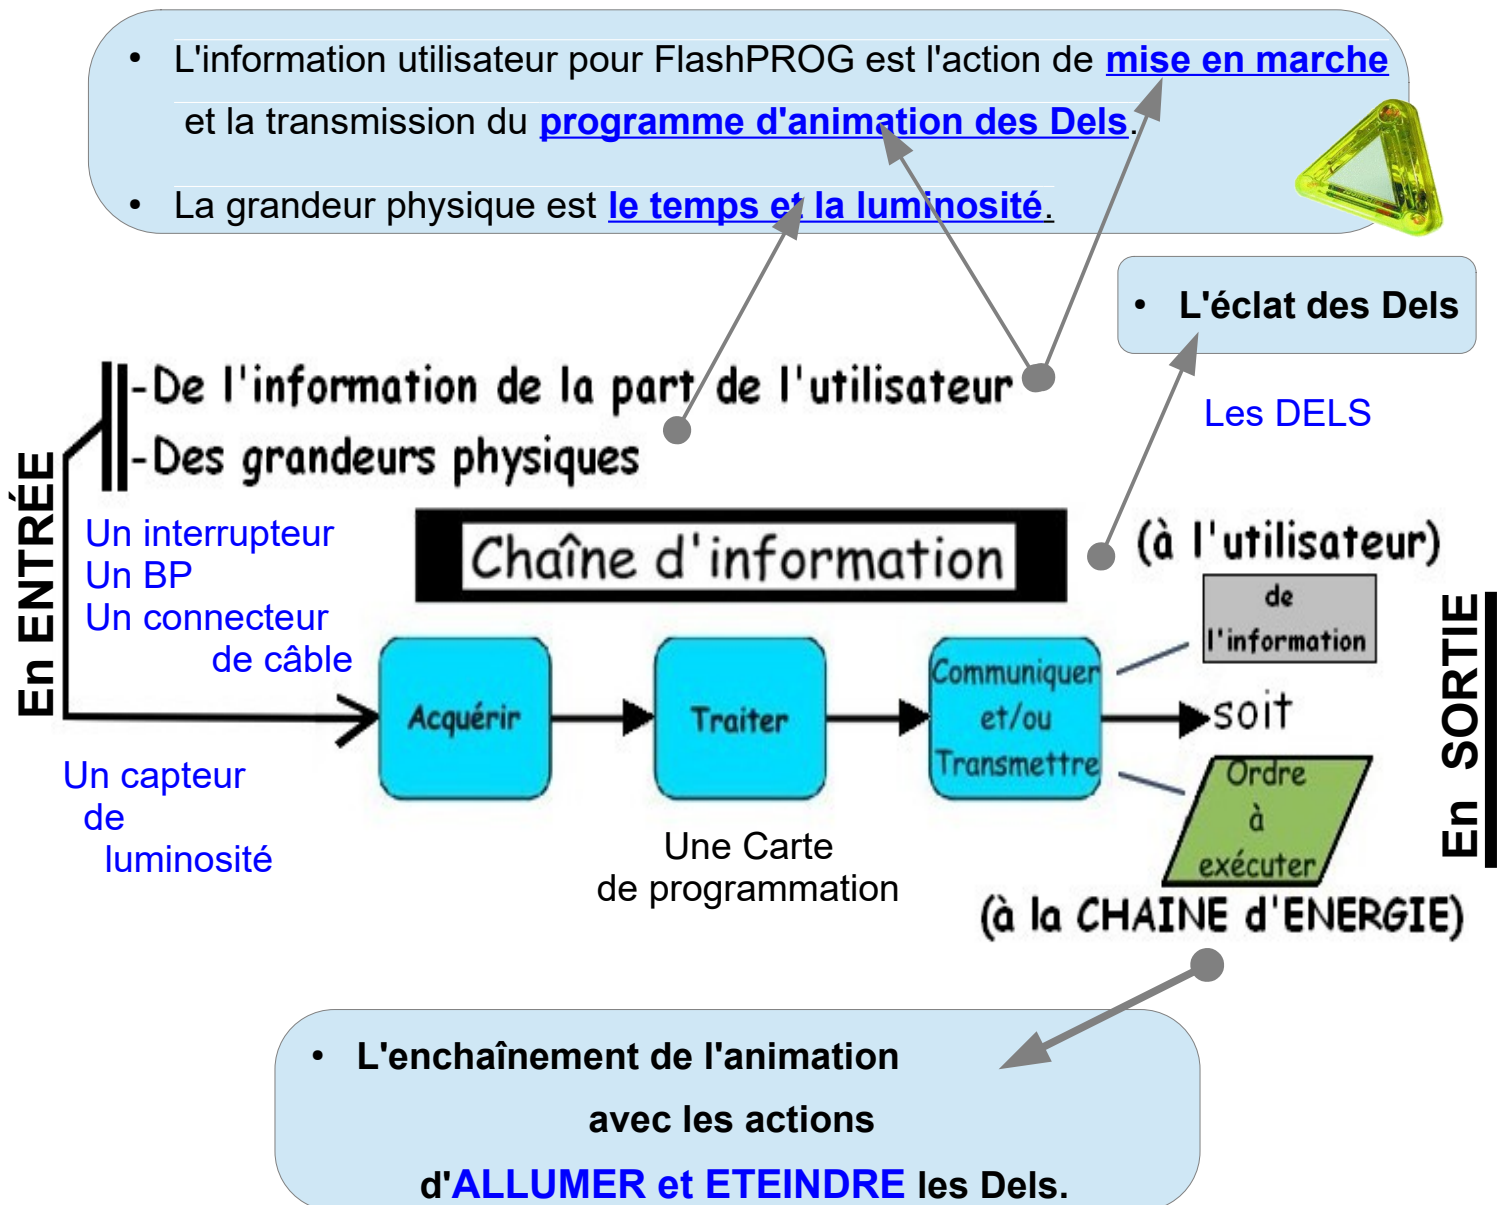 • L'information utilisateur pour FlashPROG est l'action de mise en marche
et la transmission du programme d'animation des Dels.
• La grandeur physique est le temps et la luminosité.
• L'éclat des Dels
-De l'information de la part de l'utilisateur
-Des grandeurs physiques
Les DELS
En ENTRÉE
Un interrupteur
Un BP
Un connecteur
de câble
Chaîne d'information
(à l'utilisateur)
de
l'information
Acquérir
Traiter
Communiquer
et/ou
Transmettre
soit
En SORTIE
Un capteur
de
luminosité
Une Carte
de programmation
Ordre
à
exécuter
(à la CHAINE d'ENERGIE)
• L'enchaînement de l'animation
avec les actions
d'ALLUMER et ETEINDRE les Dels.